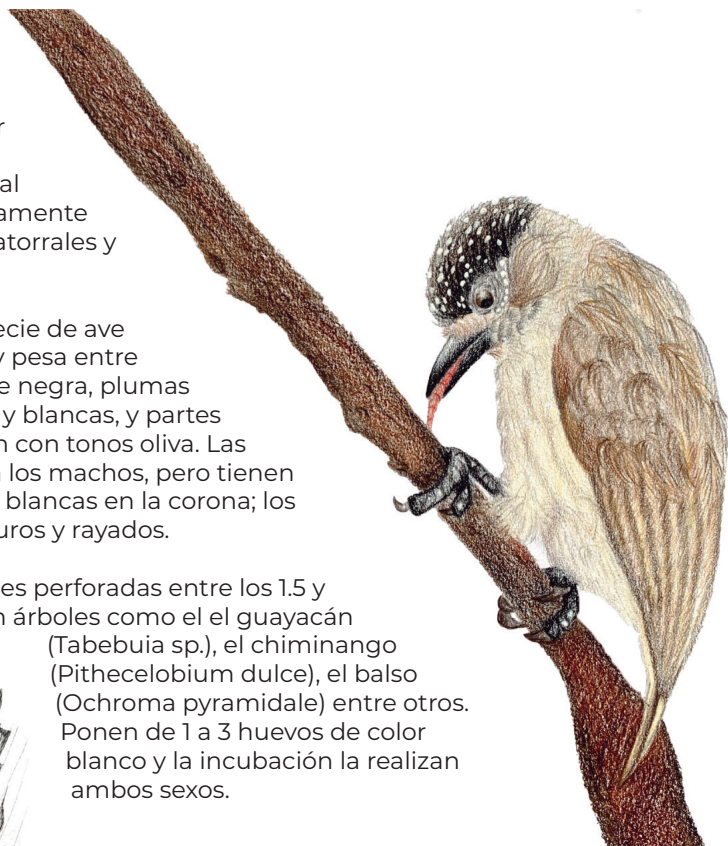 r
al
amente
atorrales y
ecie de ave
y pesa entre
e negra, plumas
y blancas, y partes
n con tonos oliva. Las
a los machos, pero tienen
blancas en la corona; los
uros y rayados.
es perforadas entre los 1.5 y
n árboles como el el guayacán
(Tabebuia sp.), el chiminango
(Pithecelobium dulce), el balso
(Ochroma pyramidale) entre otros.
Ponen de 1 a 3 huevos de color
blanco y la incubación la realizan
ambos sexos.